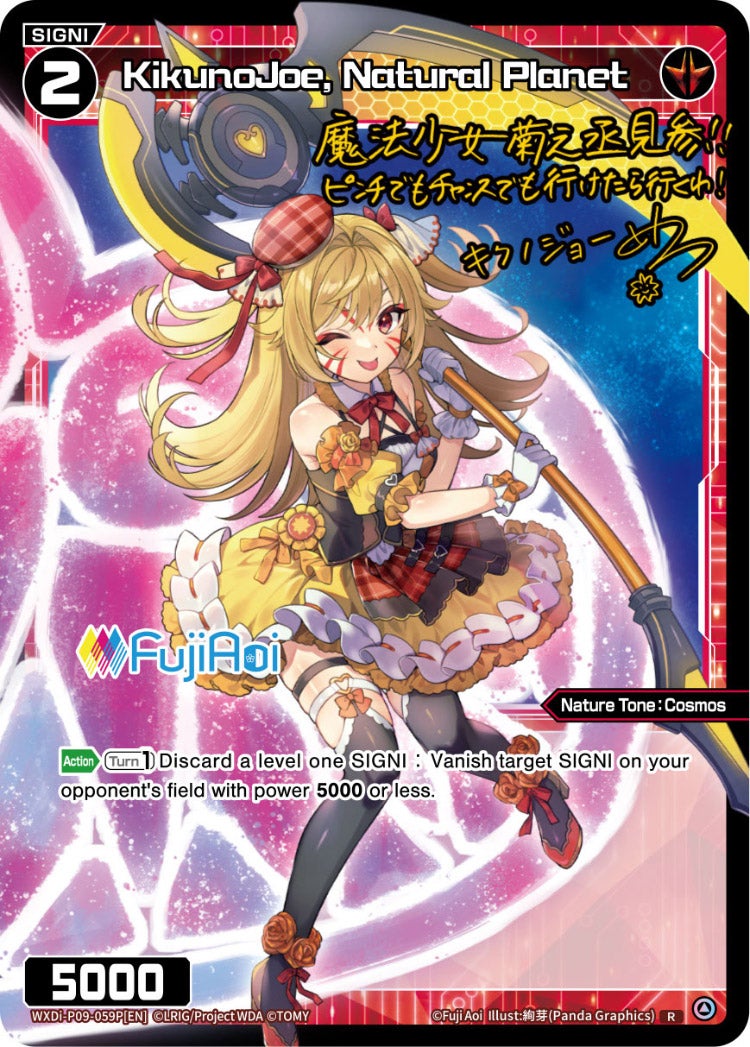 SIGNI
2
KikunoJoe, Natural Planet
魔法少女菊之丞見参!!
ピンチでもチャンスでも行けたら行くわ!
キクノジョー
FujiAoi
Nature Tone:Cosmos
Action Turn 1 Discard a level one SIGNI : Vanish target SIGNI on your
opponent's field with power 5000 or less.
5000
WXDi-P09-059P[EN] ©LRIG/Project WDA ©TOMY
©Fuji Aoi Illust:絢芽(Panda Graphics) R